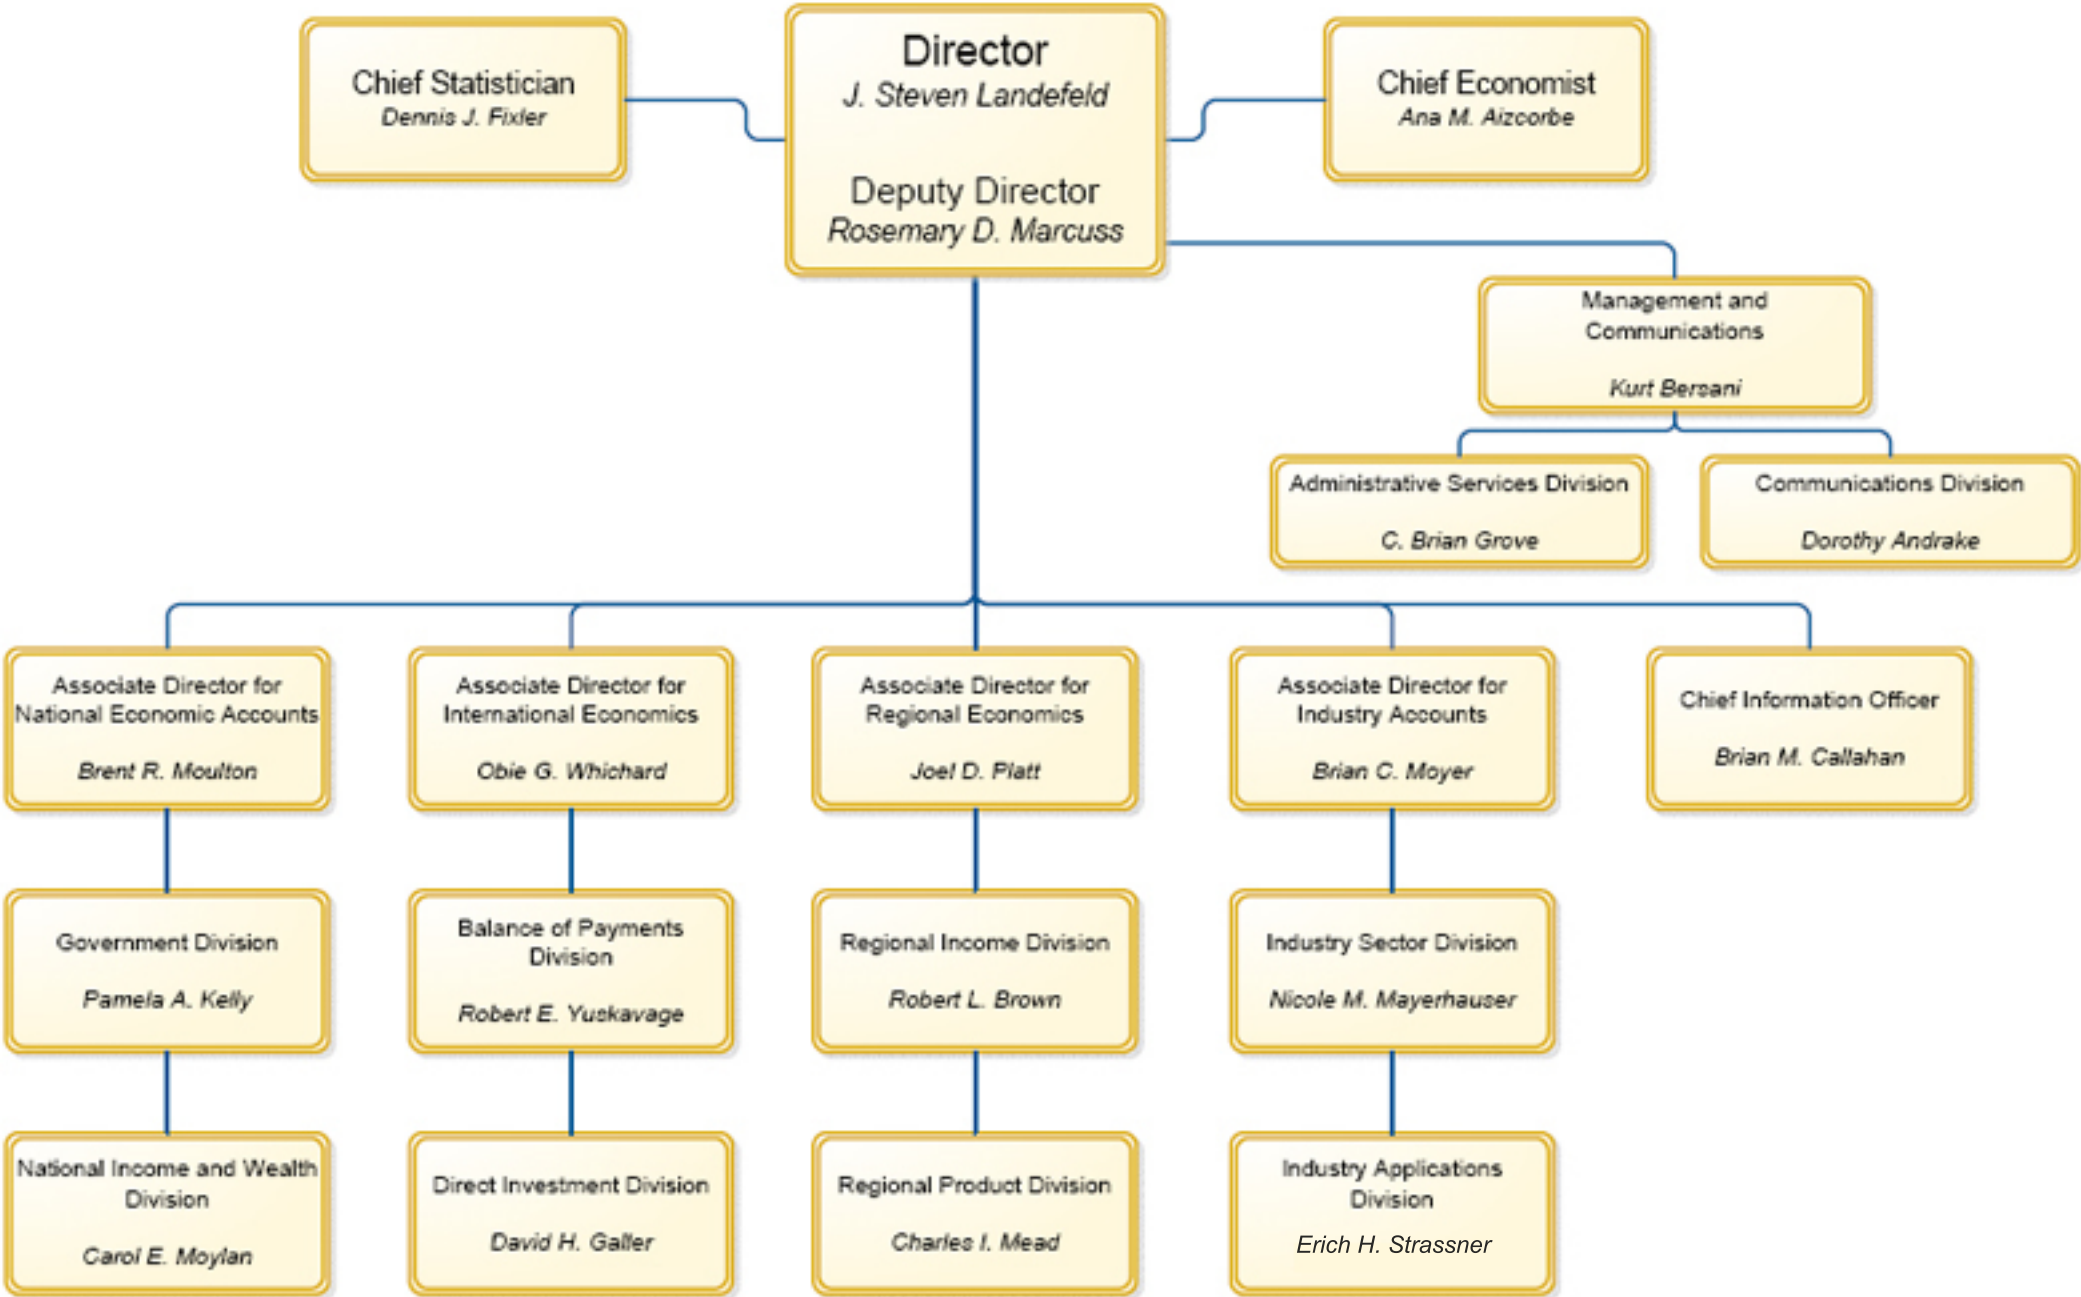 Chief Statistician
Dennis J. Fixler
Director
J. Steven Landefeld
Deputy Director
Rosemary D. Marcuss
Chief Economist
Ana M. Aizcorbe
Management and
Communications
Kurt Bersani
Administrative Services Division
C. Brian Grove
Communications Division
Dorothy Andrake
Associate Director for
National Economic Accounts
Brent R. Moulton
Associate Director for
International Economics
Obie G. Whichard
Associate Director for
Regional Economics
Joel D. Platt
Associate Director for
Industry Accounts
Brian C. Moyer
Chief Information Officer
Brian M. Callahan
Government Division
Pamela A. Kelly
Balance of Payments
Division
Robert E. Yuskavage
Regional Income Division
Robert L. Brown
Industry Sector Division
Nicole M. Mayerhauser
National Income and Wealth
Division
Carol E. Moylan
Direct Investment Division
David H. Galler
Regional Product Division
Charles I. Mead
Industry Applications
Division
Erich H. Strassner